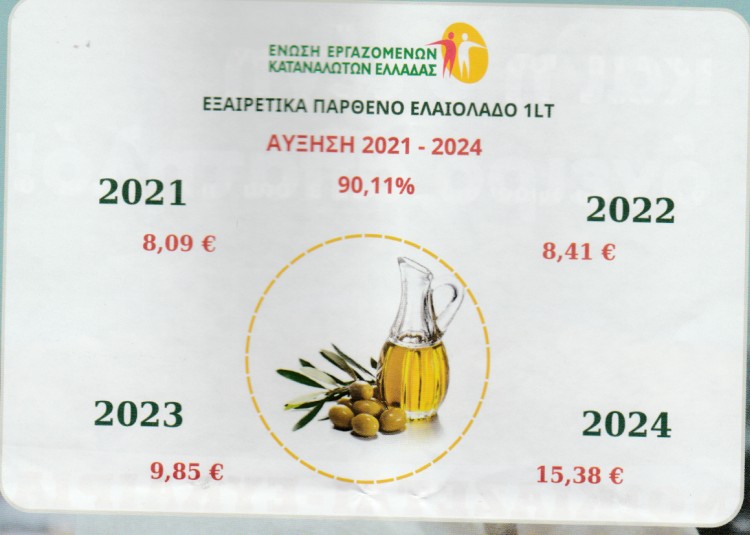 ΕΝΩΣΗ ΕΡΓΑΖΟΜΕΝΩΝ
ΚΑΤΑΝΑΛΩΤΩΝ ΕΛΛΑΔΑΣ
ΕΞΑΙΡΕΤΙΚΑ ΠΑΡΘΕΝΟ ΕΛΑΙΟΛΑΔΟ 1LT
ΑΥΞΗΣΗ 2021 - 2024
90,11%
2021
8,09 €
2022
8,41 €
2023
9,85 €
2024
15,38 €